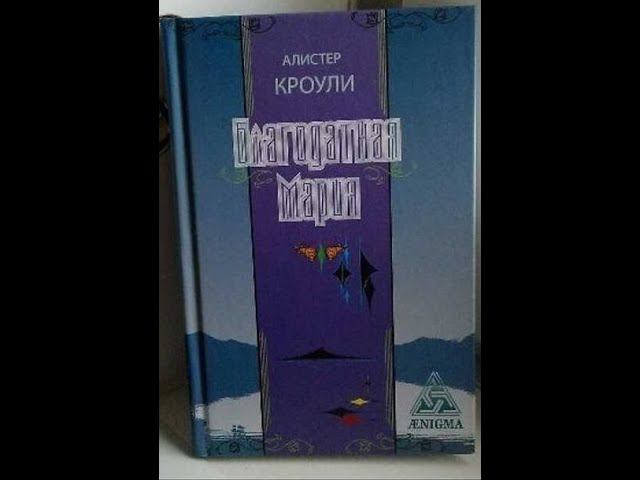 АЛИСТЕР
КРОУЛИ
Благодатная
Мария
ÆNIGMA